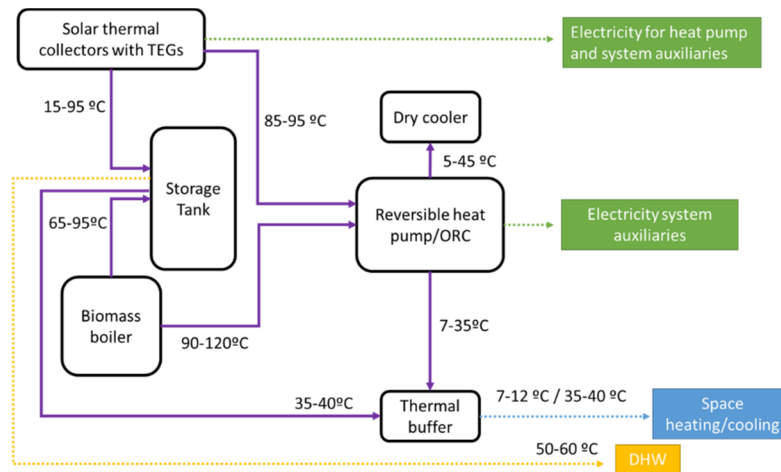 Solar thermal
collectors with TEGs
Electricity for heat pump
and system auxiliaries
15-95 ºC
85-95 ºC
Dry cooler
5-45 ºC
Storage
Tank
65-95ºC
Reversible heat
pump/ORC
Electricity system
auxiliaries
Biomass
boiler
90-120ºC
7-35ºC
35-40ºC
Thermal
buffer
7-12 ºC / 35-40 ºC
Space
heating/cooling
50-60 ºC
DHW